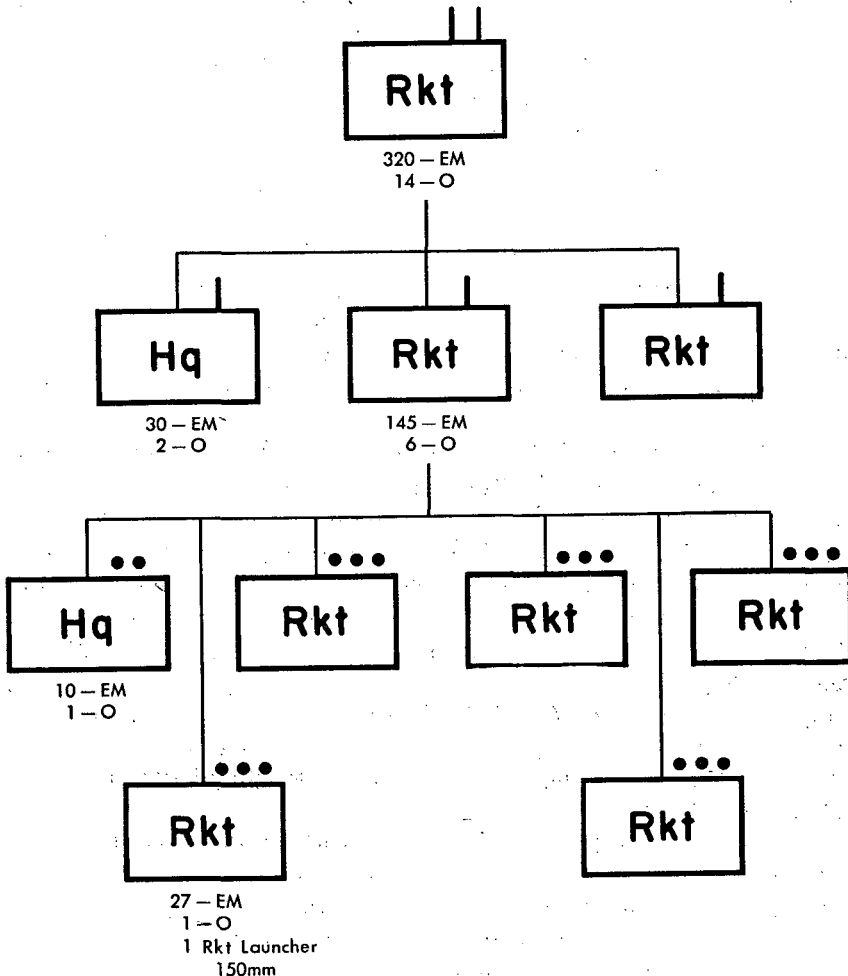 Rkt
320 – EM
14 – O
Hq
Rkt
Rkt
30 – EM
2 – O
145 – EM
6 – O
Hq
Rkt
Rkt
Rkt
10 – EM
1 – O
Rkt
Rkt
27 – EM
1 – O
1 Rkt Launcher
150mm